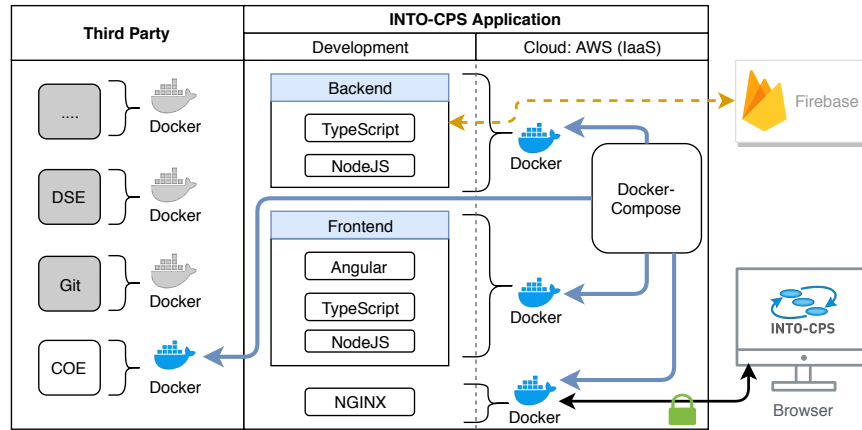 Third Party
INTO-CPS Application
Development
Cloud: AWS (IaaS)
....
Docker
DSE
Docker
Git
Docker
COE
Docker
Backend
TypeScript
NodeJS
Docker
Frontend
Angular
TypeScript
NodeJS
Docker
NGINX
Docker
Docker-
Compose
Firebase
INTO-CPS
Browser